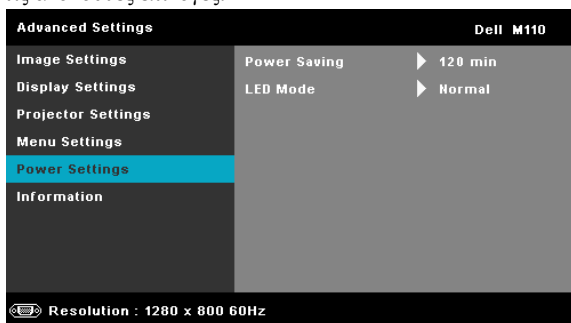 Advanced Settings Dell M110
Image Settings Power Saving 120 min
Display Settings LED Mode Normal
Projector Settings
Menu Settings
Power Settings
Information
Resolution : 1280 x 800 60Hz